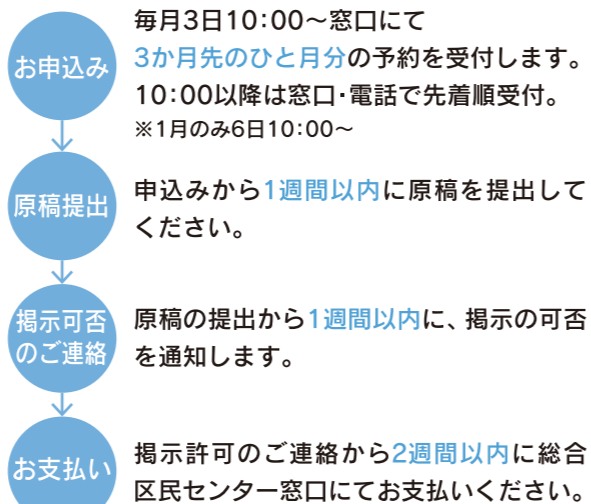 お申込み
毎月3日10：00～窓口にて
3か月先のひと月分の予約を受付します。
10：00以降は窓口・電話で先着順受付。
※1月のみ6日10：00～
原稿提出
申込みから1週間以内に原稿を提出して
ください。
掲示可否
のご連絡
原稿の提出から1週間以内に、掲示の可否
を通知します。
お支払い
掲示許可のご連絡から2週間以内に総合
区民センター窓口にてお支払いください。